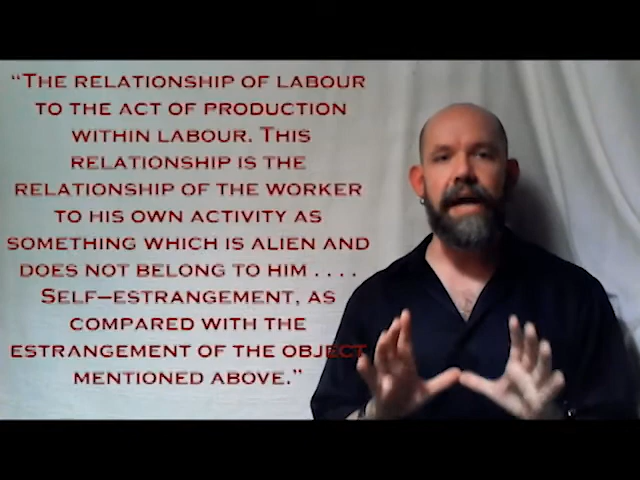 “The relationship of labour
to the act of production
within labour. This
relationship is the
relationship of the worker
to his own activity as
something which is alien and
does not belong to him . . . .
Self–estrangement, as
compared with the
estrangement of the object
mentioned above.”